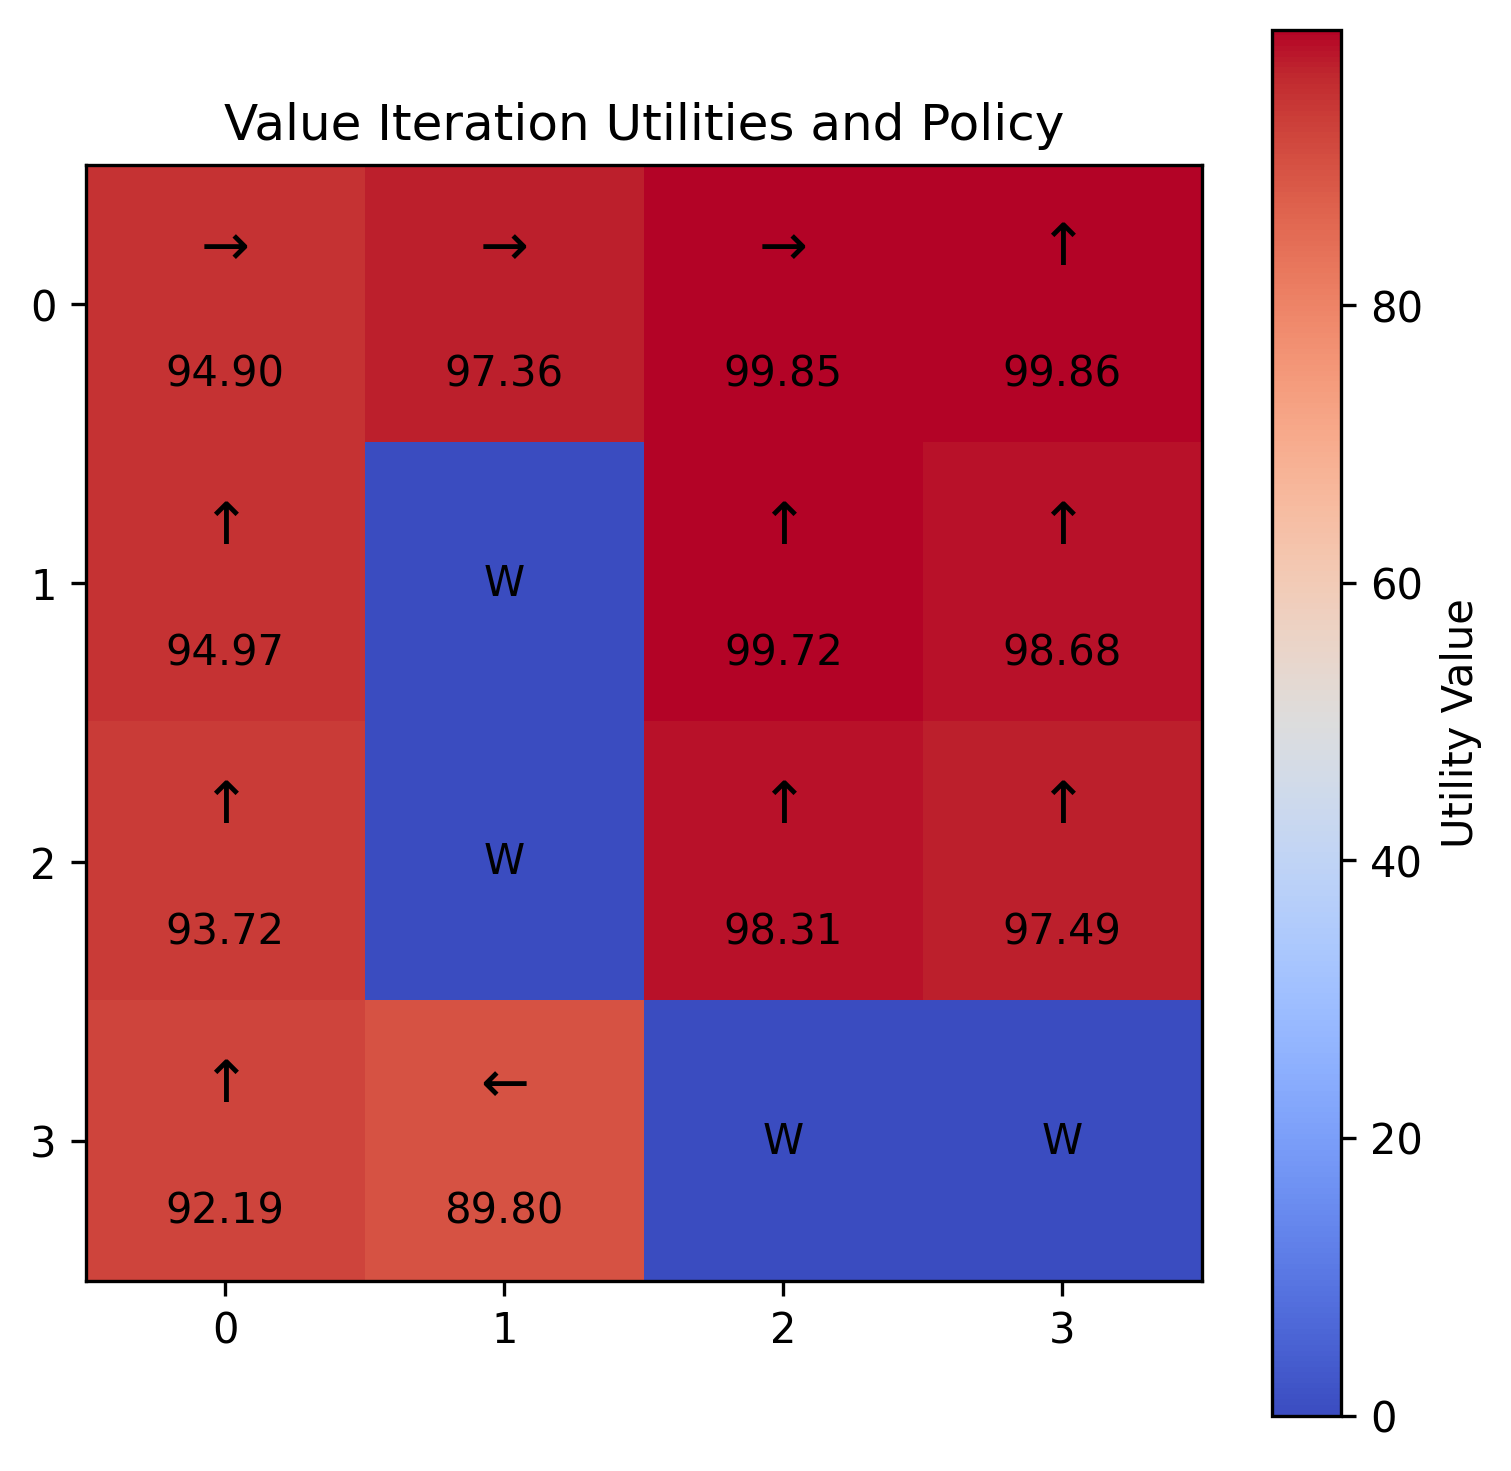 Value Iteration Utilities and Policy
0
→ → → ↑
94.90 97.36 99.85 99.86
1
↑ W ↑ ↑
94.97 99.72 98.68
2
↑ W ↑ ↑
93.72 98.31 97.49
3
↑ ← W W
92.19 89.80
0 1 2 3
80
60
40
20
0
Utility Value